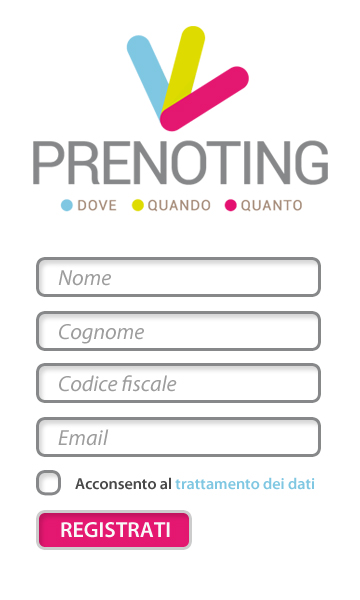 PRENOTING
DOVE QUANDO QUANTO
Nome
Cognome
Codice fiscale
Email
Acconsento al trattamento dei dati
REGISTRATI